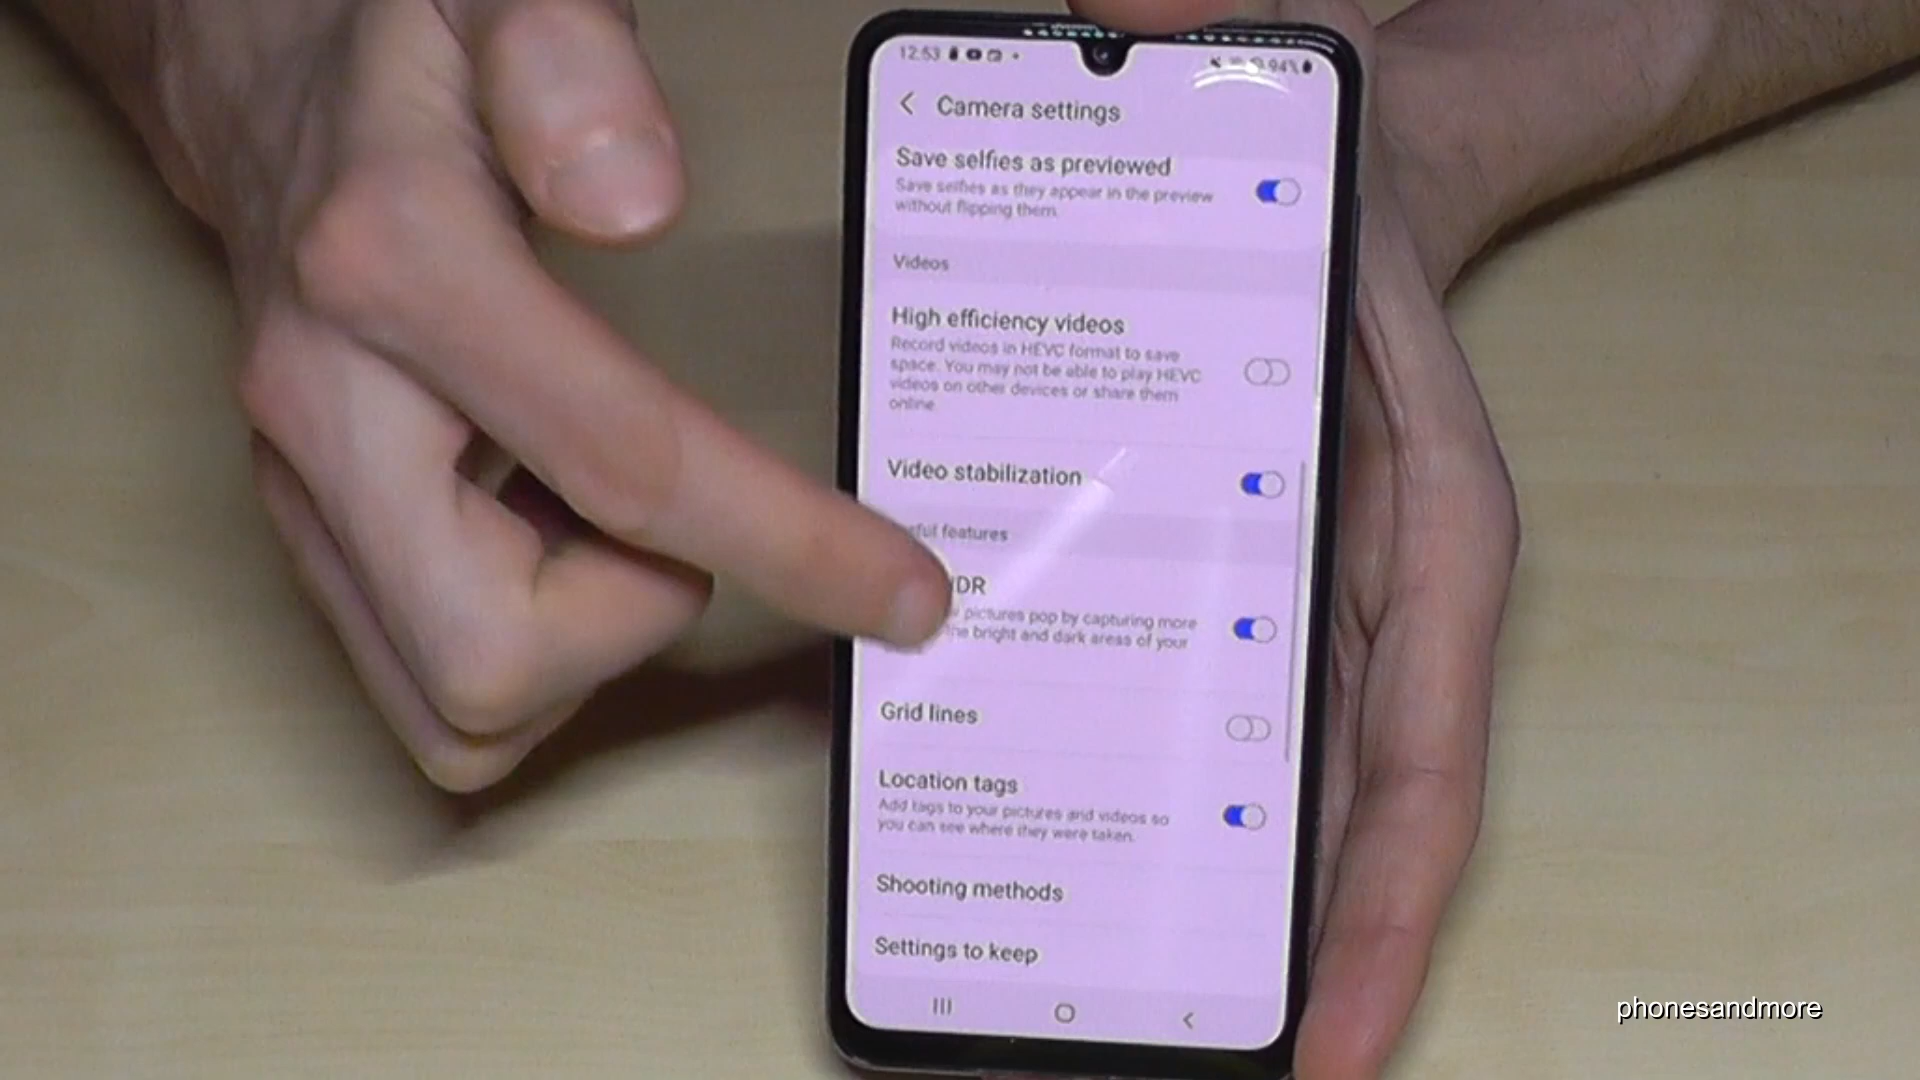 12:53
94%
Camera settings
Save selfies as previewed
Save selfies as they appear in the preview
without flipping them.
Videos
High efficiency videos
Record videos in HEVC format to save
space. You may not be able to play HEVC
videos on other devices or share them
online.
Video stabilization
ful features
DR
pictures pop by capturing more
the bright and dark areas of your
Grid lines
Location tags
Add tags to your pictures and videos so
you can see where they were taken.
Shooting methods
Settings to keep
phonesandmore